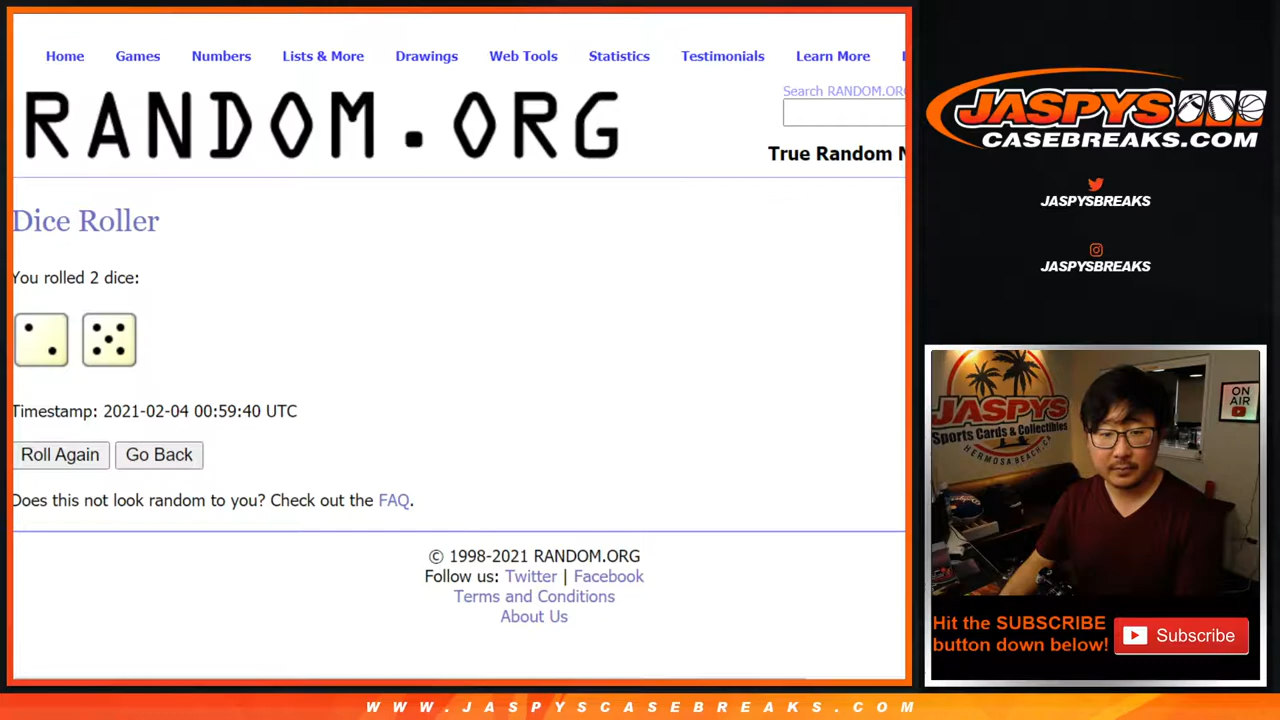 Home Games Numbers Lists & More Drawings Web Tools Statistics Testimonials Learn More
Search RANDOM.ORG
RANDOM.ORG
True Random N
Dice Roller
You rolled 2 dice:
Timestamp: 2021-02-04 00:59:40 UTC
Roll Again Go Back
Does this not look random to you? Check out the FAQ.
© 1998-2021 RANDOM.ORG
Follow us: Twitter | Facebook
Terms and Conditions
About Us
JASPYS
CASEBREAKS.COM
JASPYSBREAKS
JASPYSBREAKS
JASPYS
Sports Cards & Collectibles
HERMOSA BEACH, CA
ON
AIR
Hit the SUBSCRIBE
button down below!
Subscribe
WWW.JASPYSCASEBREAKS.COM